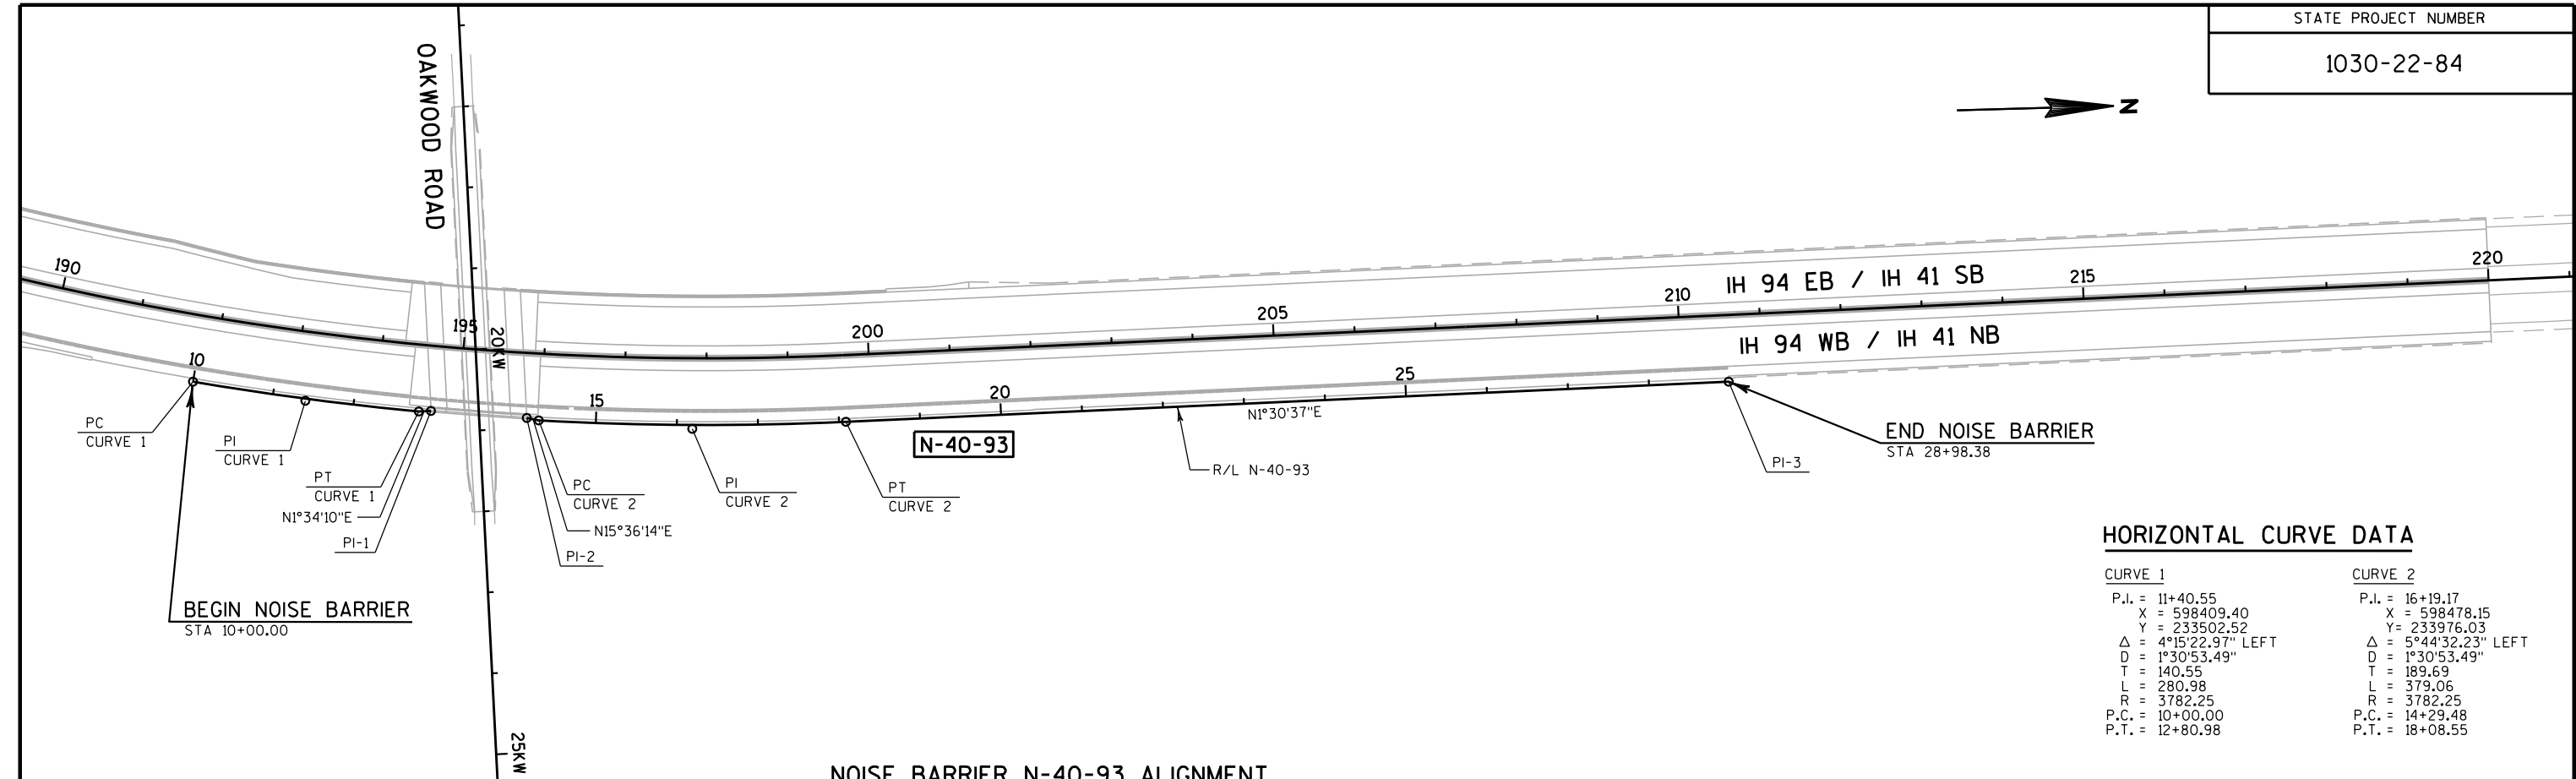 STATE PROJECT NUMBER
1030-22-84
N
OAKWOOD ROAD
190
195
20KW
200
205
210
215
220
IH 94 EB / IH 41 SB
IH 94 WB / IH 41 NB
10
15
20
25
N1°30'37"E
N-40-93
R/L N-40-93
PC
CURVE 1
PI
CURVE 1
PT
CURVE 1
N1°34'10"E
PI-1
PC
CURVE 2
N15°36'14"E
PI-2
PI
CURVE 2
PT
CURVE 2
END NOISE BARRIER
STA 28+98.38
PI-3
BEGIN NOISE BARRIER
STA 10+00.00
25KW
HORIZONTAL CURVE DATA
CURVE 1
P.I. = 11+40.55
X = 598409.40
Y = 233502.52
Δ = 4°15'22.97" LEFT
D = 1°30'53.49"
T = 140.55
L = 280.98
R = 3782.25
P.C. = 10+00.00
P.T. = 12+80.98
CURVE 2
P.I. = 16+19.17
X = 598478.15
Y= 233976.03
Δ = 5°44'32.23" LEFT
D = 1°30'53.49"
T = 189.69
L = 379.06
R = 3782.25
P.C. = 14+29.48
P.T. = 18+08.55
NOISE BARRIER N-40-93 ALIGNMENT